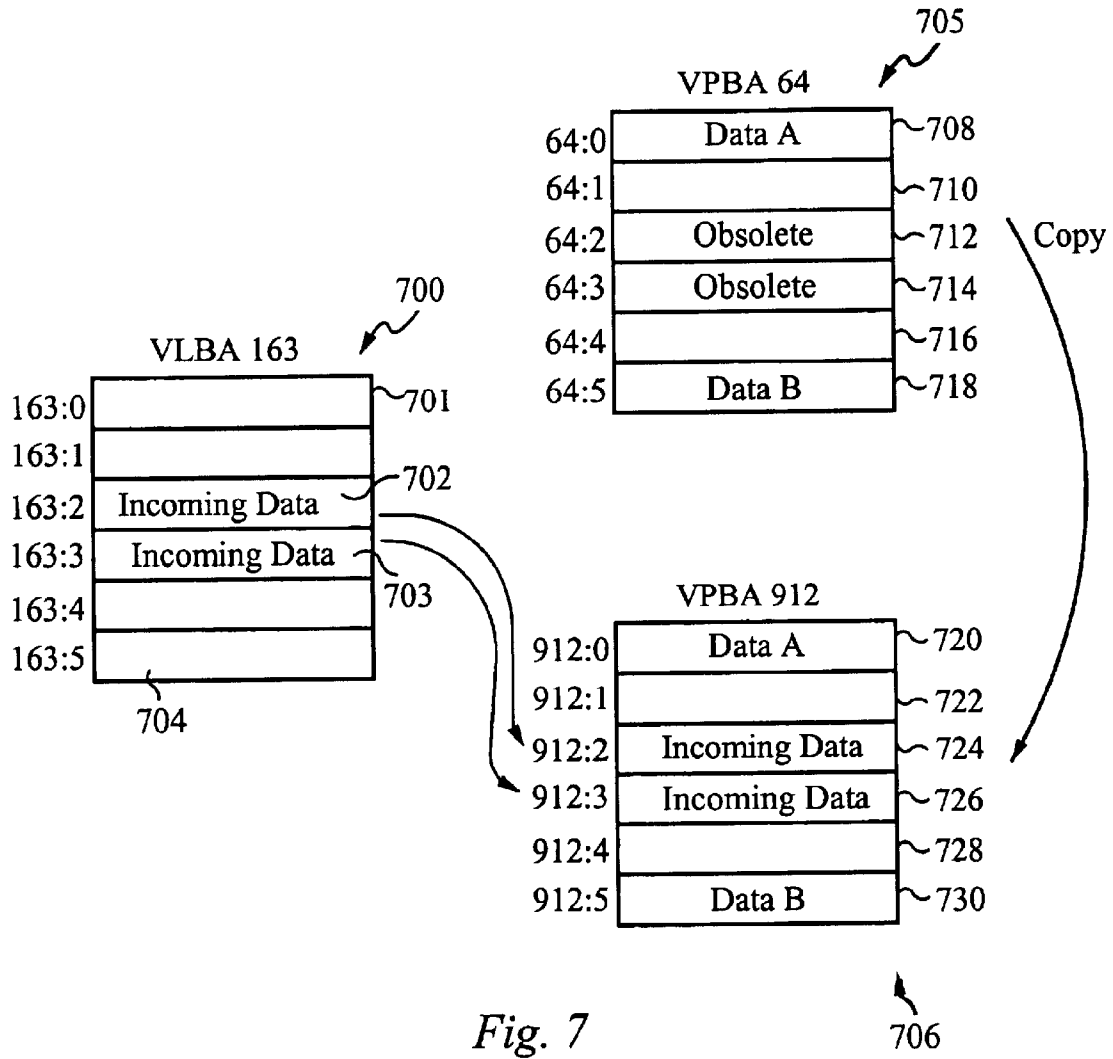 705
VPBA 64
64:0 Data A 708
64:1 710
64:2 Obsolete 712
Copy
64:3 Obsolete 714
64:4 716
64:5 Data B 718
700
VLBA 163
163:0 701
163:1
163:2 Incoming Data 702
163:3 Incoming Data 703
163:4
163:5
704
VPBA 912
912:0 Data A 720
912:1 722
912:2 Incoming Data 724
912:3 Incoming Data 726
912:4 728
912:5 Data B 730
706
Fig. 7